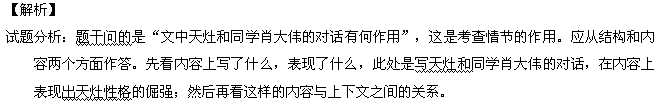 【解析】
试题分析：题干问的是“文中天灶和同学肖大伟的对话有何作用”，这是考查情节的作用。应从结构和内
容两个方面作答。先看内容上写了什么，表现了什么，此处是写天灶和同学肖大伟的对话，在内容上
表现出天灶性格的倔强；然后再看这样的内容与上下文之间的关系。